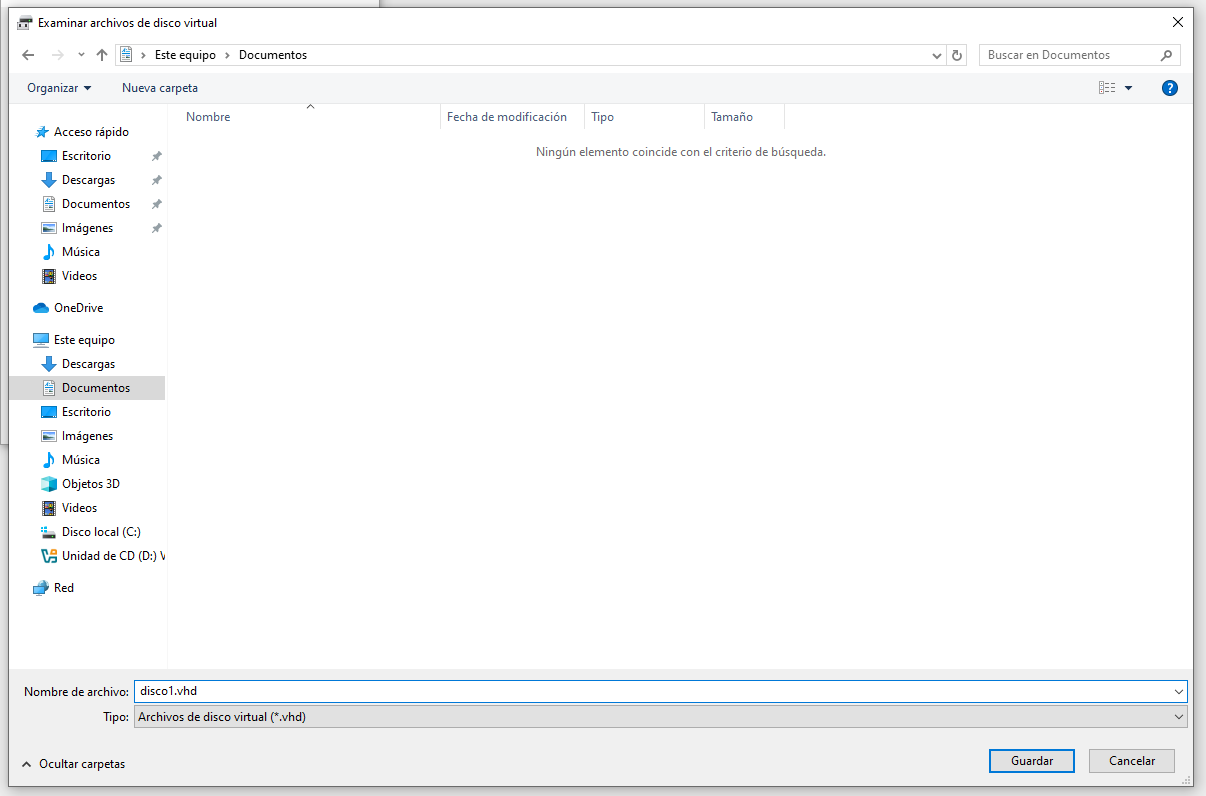 Examinar archivos de disco virtual
Este equipo > Documentos
Buscar en Documentos
Organizar
Nueva carpeta
Nombre
Fecha de modificación
Tipo
Tamaño
Ningún elemento coincide con el criterio de búsqueda.
Acceso rápido
Escritorio
Descargas
Documentos
Imágenes
Música
Videos
OneDrive
Este equipo
Descargas
Documentos
Escritorio
Imágenes
Música
Objetos 3D
Videos
Disco local (C:)
Unidad de CD (D:) V
Red
Nombre de archivo: disco1.vhd
Tipo: Archivos de disco virtual (*.vhd)
Ocultar carpetas
Guardar
Cancelar